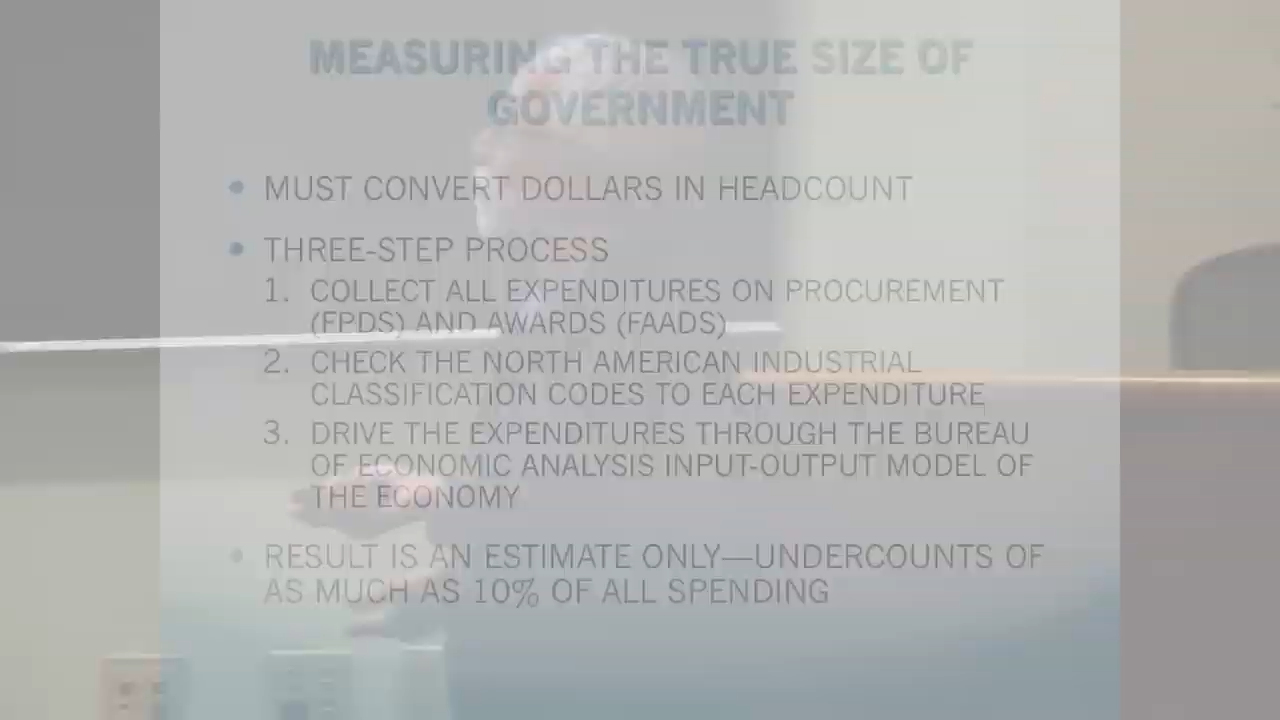 MEASURING THE TRUE SIZE OF
GOVERNMENT
• MUST CONVERT DOLLARS IN HEADCOUNT
• THREE-STEP PROCESS
1. COLLECT ALL EXPENDITURES ON PROCUREMENT
(FPDS) AND AWARDS (FAADS)
2. CHECK THE NORTH AMERICAN INDUSTRIAL
CLASSIFICATION CODES TO EACH EXPENDITURE
3. DRIVE THE EXPENDITURES THROUGH THE BUREAU
OF ECONOMIC ANALYSIS INPUT-OUTPUT MODEL OF
THE ECONOMY
• RESULT IS AN ESTIMATE ONLY—UNDERCOUNTS OF
AS MUCH AS 10% OF ALL SPENDING